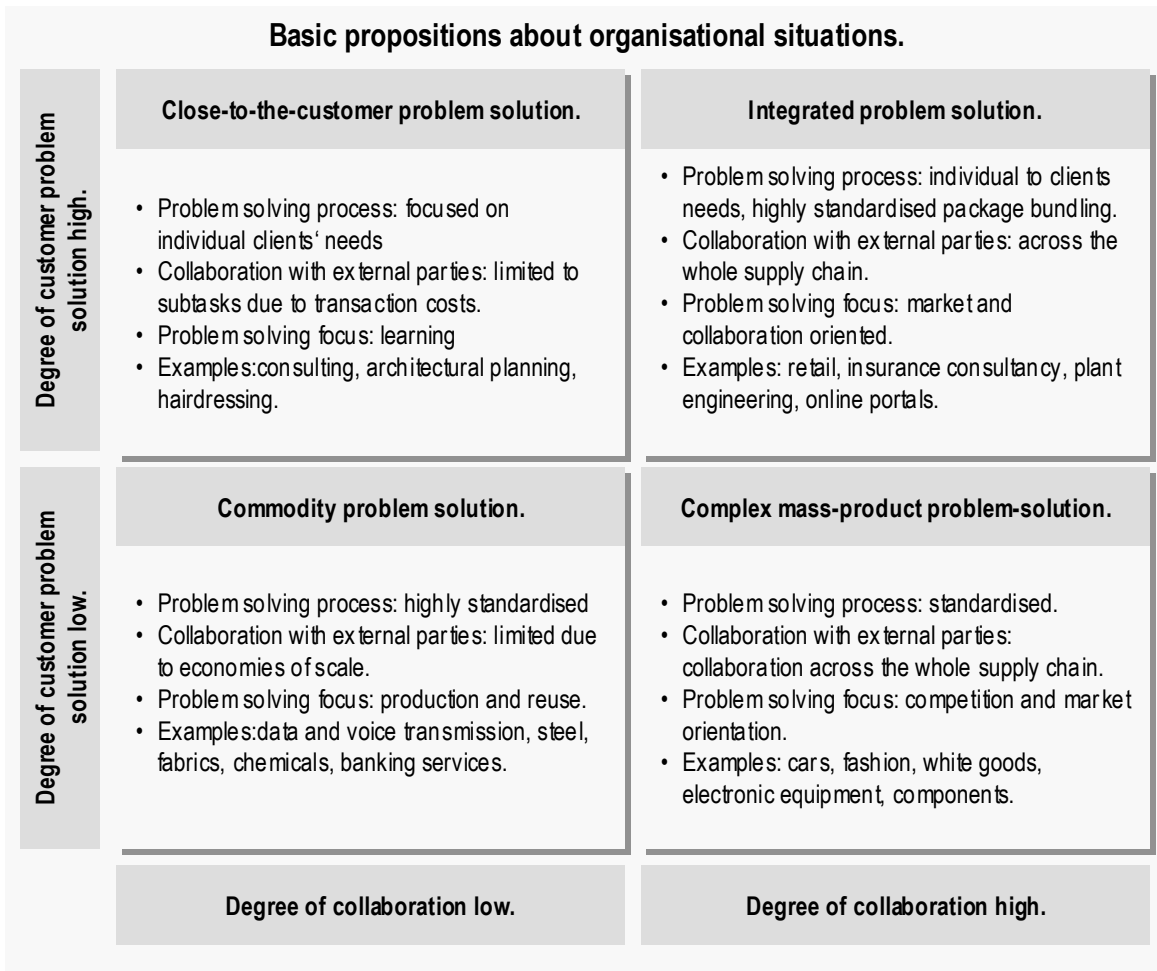 Basic propositions about organisational situations.
Degree of customer problem
solution high.
Close-to-the-customer problem solution.
• Problem solving process: focused on
individual clients‘ needs
• Collaboration with external parties: limited to
subtasks due to transaction costs.
• Problem solving focus: learning
• Examples:consulting, architectural planning,
hairdressing.
Integrated problem solution.
• Problem solving process: individual to clients
needs, highly standardised package bundling.
• Collaboration with external parties: across the
whole supply chain.
• Problem solving focus: market and
collaboration oriented.
• Examples: retail, insurance consultancy, plant
engineering, online portals.
Degree of customer problem
solution low.
Commodity problem solution.
• Problem solving process: highly standardised
• Collaboration with external parties: limited due
to economies of scale.
• Problem solving focus: production and reuse.
• Examples:data and voice transmission, steel,
fabrics, chemicals, banking services.
Complex mass-product problem-solution.
• Problem solving process: standardised.
• Collaboration with external parties:
collaboration across the whole supply chain.
• Problem solving focus: competition and market
orientation.
• Examples: cars, fashion, white goods,
electronic equipment, components.
Degree of collaboration low.
Degree of collaboration high.